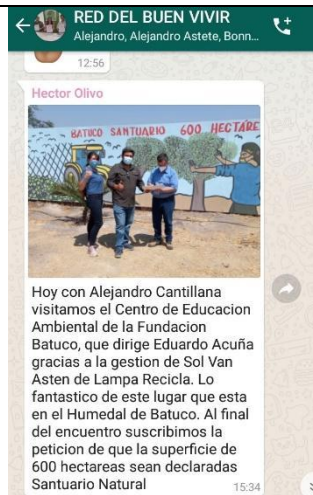 RED DEL BUEN VIVIR
Alejandro, Alejandro Astete, Bonn...
12:56
Hector Olivo
BATUCO SANTUARIO 600 HECTARE
Hoy con Alejandro Cantillana
visitamos el Centro de Educacion
Ambiental de la Fundacion
Batuco, que dirige Eduardo Acuña
gracias a la gestion de Sol Van
Asten de Lampa Recicla. Lo
fantastico de este lugar que esta
en el Humedal de Batuco. Al final
del encuentro suscribimos la
peticion de que la superficie de
600 hectareas sean declaradas
Santuario Natural
15:34